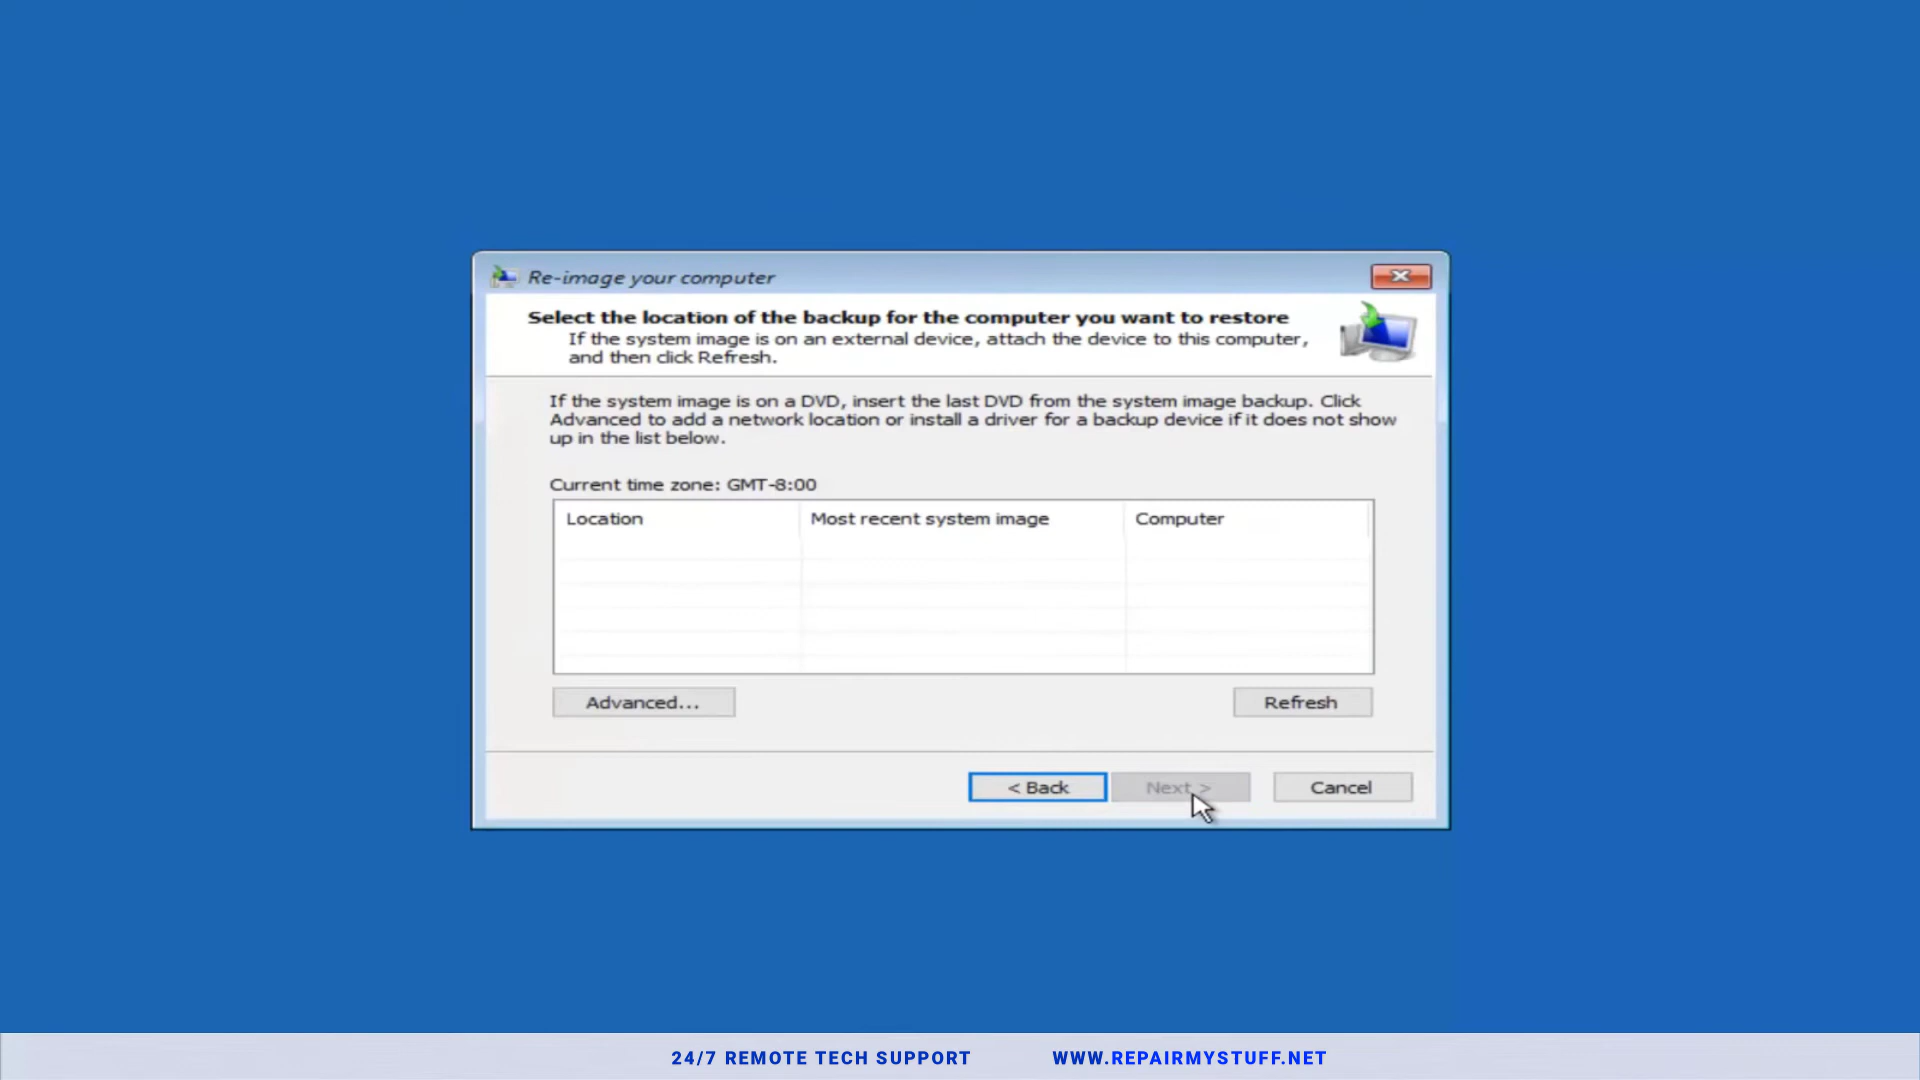 Re-image your computer
Select the location of the backup for the computer you want to restore
If the system image is on an external device, attach the device to this computer,
and then click Refresh.
If the system image is on a DVD, insert the last DVD from the system image backup. Click
Advanced to add a network location or install a driver for a backup device if it does not show
up in the list below.
Current time zone: GMT-8:00
Location Most recent system image Computer
Advanced... Refresh
< Back Next > Cancel
24/7 REMOTE TECH SUPPORT WWW.REPAIRMYSTUFF.NET